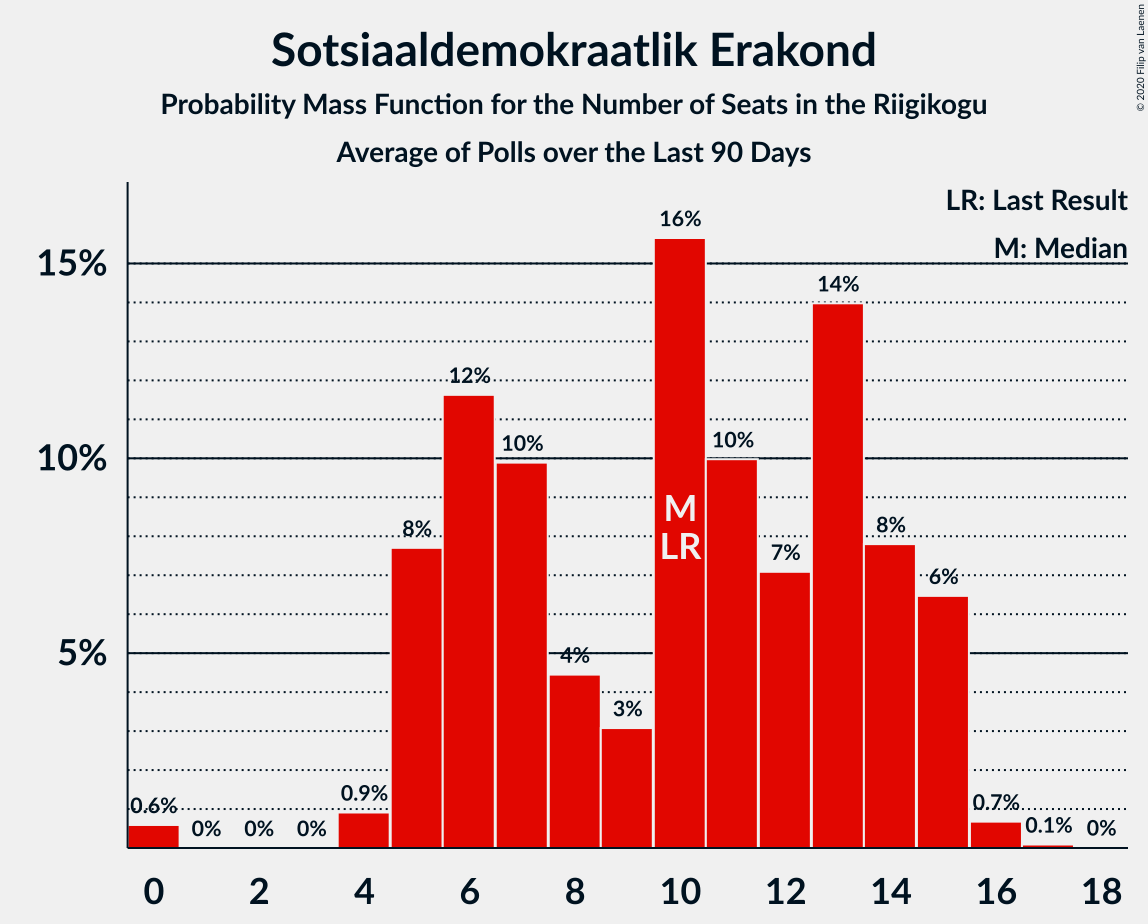 Sotsiaaldemokraatlik Erakond
Probability Mass Function for the Number of Seats in the Riigikogu
Average of Polls over the Last 90 Days
© 2020 Filip van Laenen
LR: Last Result
M: Median
15%
10%
5%
0.6%
0%
0%
0%
0.9%
8%
12%
10%
4%
3%
16%
10%
7%
14%
8%
6%
0.7%
0.1%
0%
M
LR
0 2 4 6 8 10 12 14 16 18